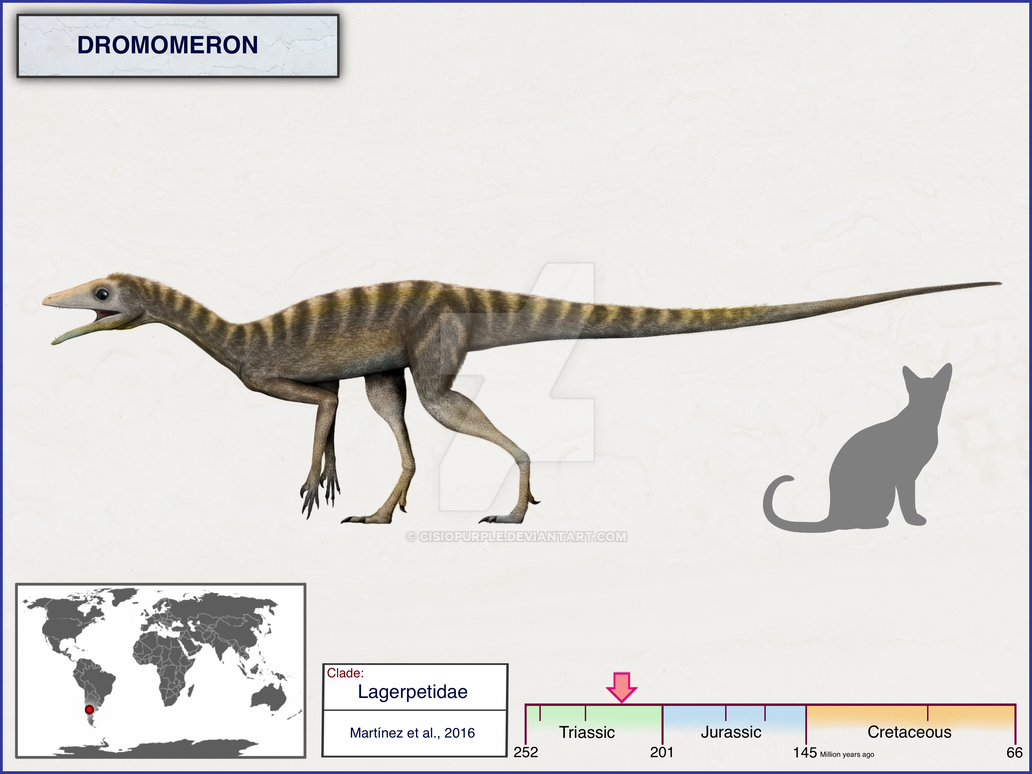 DROMOMERON
© CISIOPURPLE.DEVIANTART.COM
Clade:
Lagerpetidae
Martínez et al., 2016
Triassic
Jurassic
Cretaceous
252
201
145
Million years ago
66